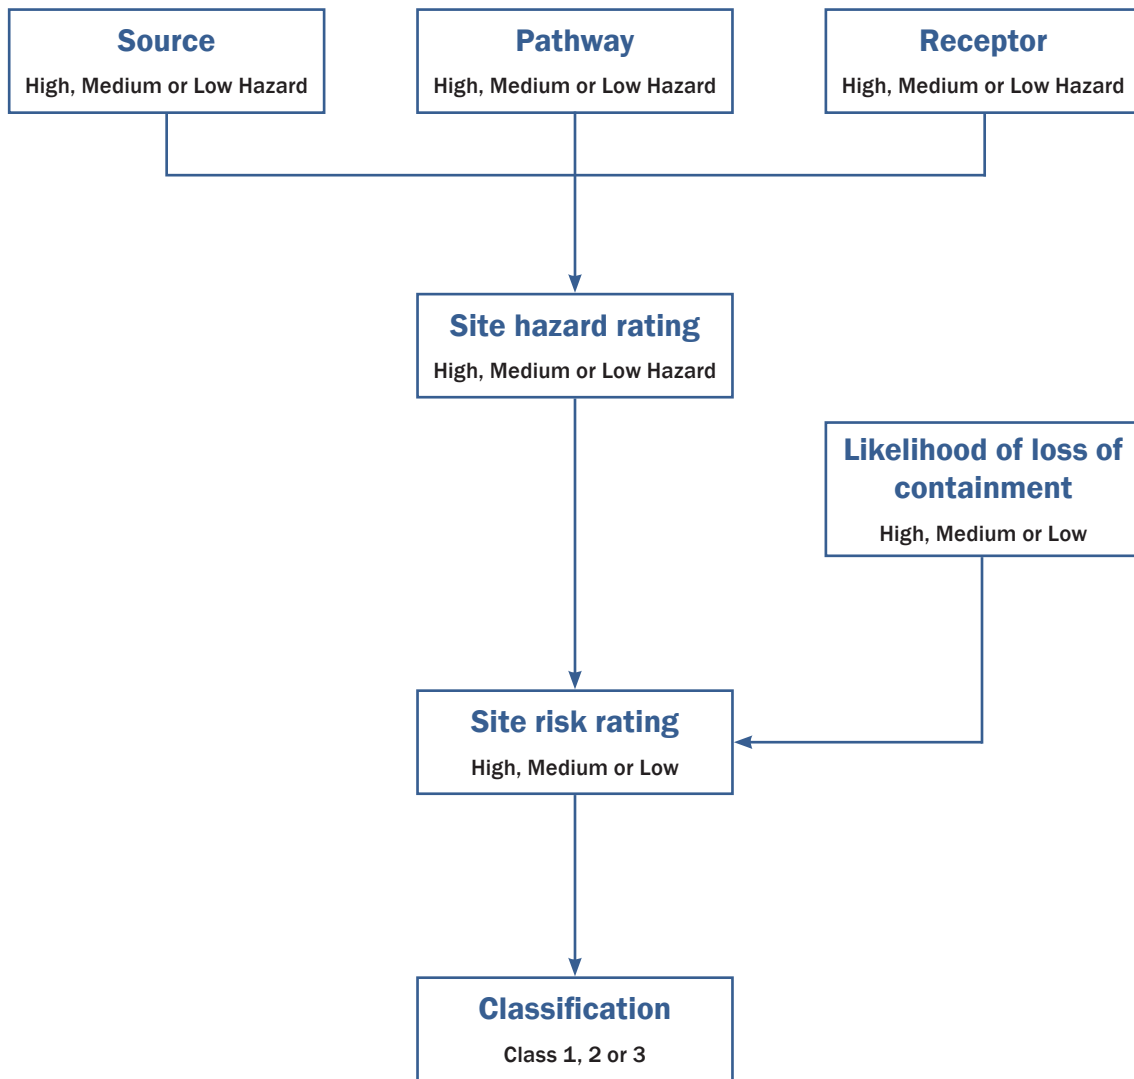 Source
High, Medium or Low Hazard
Pathway
High, Medium or Low Hazard
Receptor
High, Medium or Low Hazard
Site hazard rating
High, Medium or Low Hazard
Likelihood of loss of
containment
High, Medium or Low
Site risk rating
High, Medium or Low
Classification
Class 1, 2 or 3